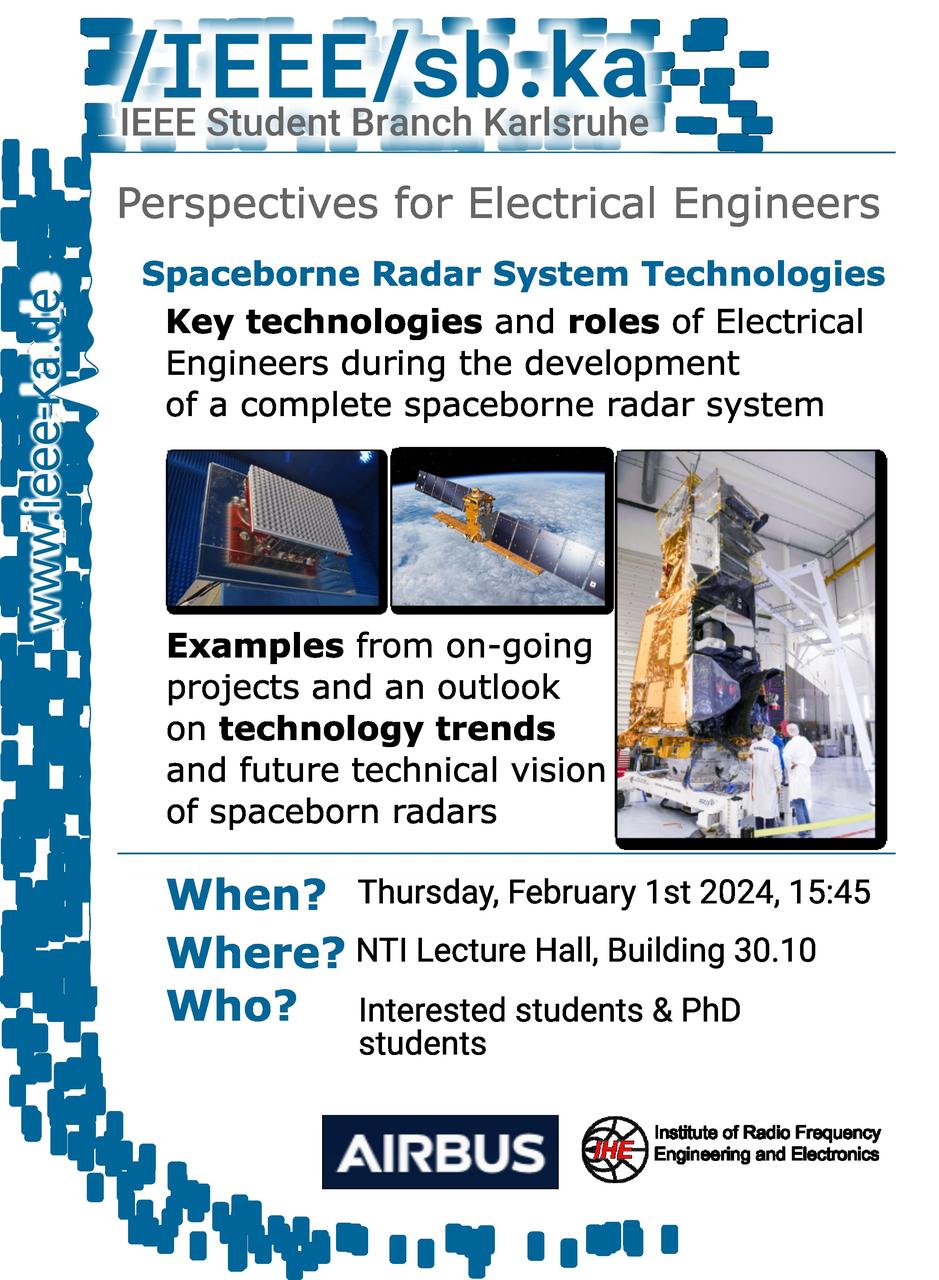 /IEEE/sb.ka
IEEE Student Branch Karlsruhe
www.ieee-ka.de
Perspectives for Electrical Engineers
Spaceborne Radar System Technologies
Key technologies and roles of Electrical
Engineers during the development
of a complete spaceborne radar system
Examples from on-going
projects and an outlook
on technology trends
and future technical vision
of spaceborn radars
When? Thursday, February 1st 2024, 15:45
Where? NTI Lecture Hall, Building 30.10
Who? Interested students & PhD
students
AIRBUS
IHE
Institute of Radio Frequency
Engineering and Electronics